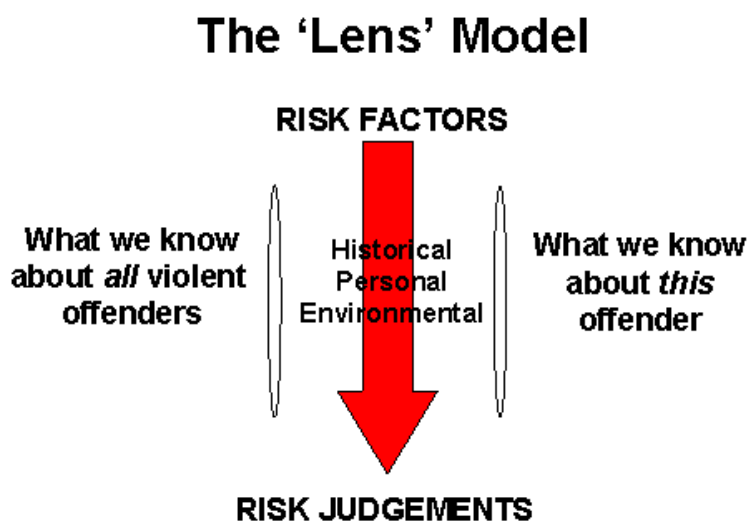 The ‘Lens’ Model
RISK FACTORS
What we know
about all violent
offenders
Historical
Personal
Environmental
What we know
about this
offender
RISK JUDGEMENTS